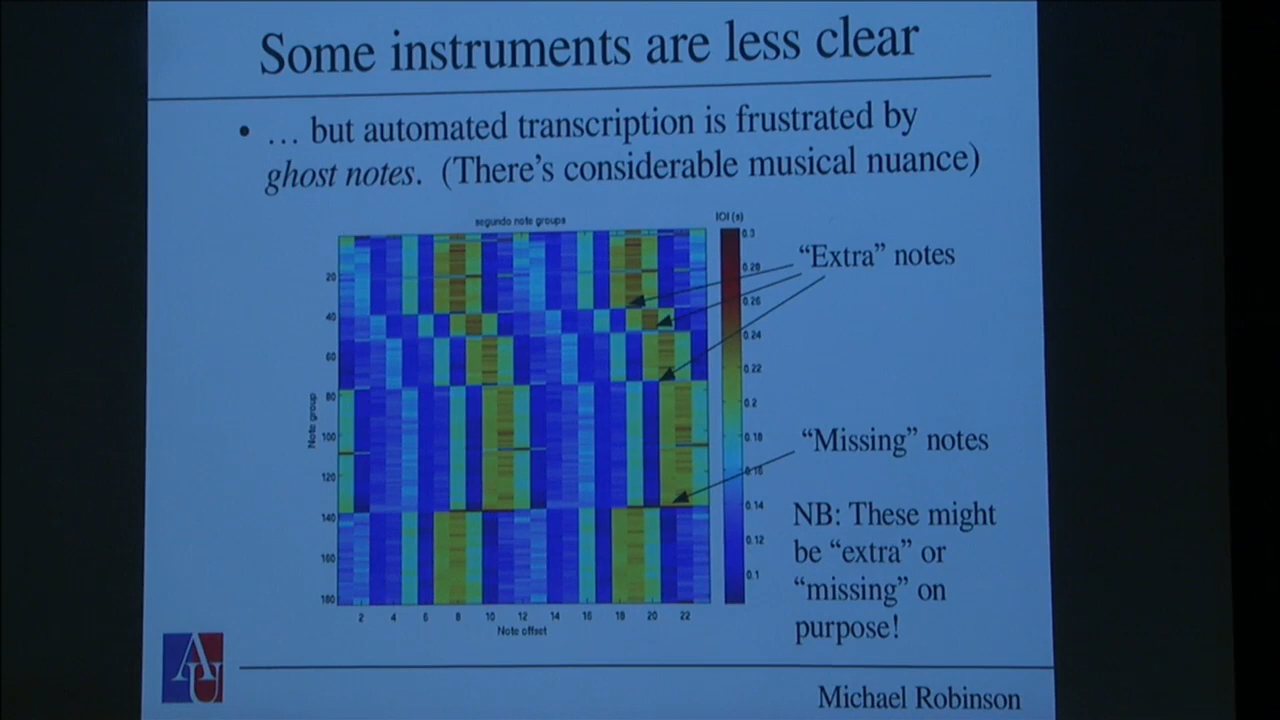 Some instruments are less clear
• … but automated transcription is frustrated by
ghost notes. (There's considerable musical nuance)
segundo note groups
IOI (s)
0.3
0.28
0.26
0.24
0.22
0.2
0.18
0.16
0.14
0.12
0.1
"Extra" notes
"Missing" notes
NB: These might
be "extra" or
"missing" on
purpose!
Note group
20
40
60
80
100
120
140
160
180
2 4 6 8 10 12 14 16 18 20 22
Note offset
AU
Michael Robinson